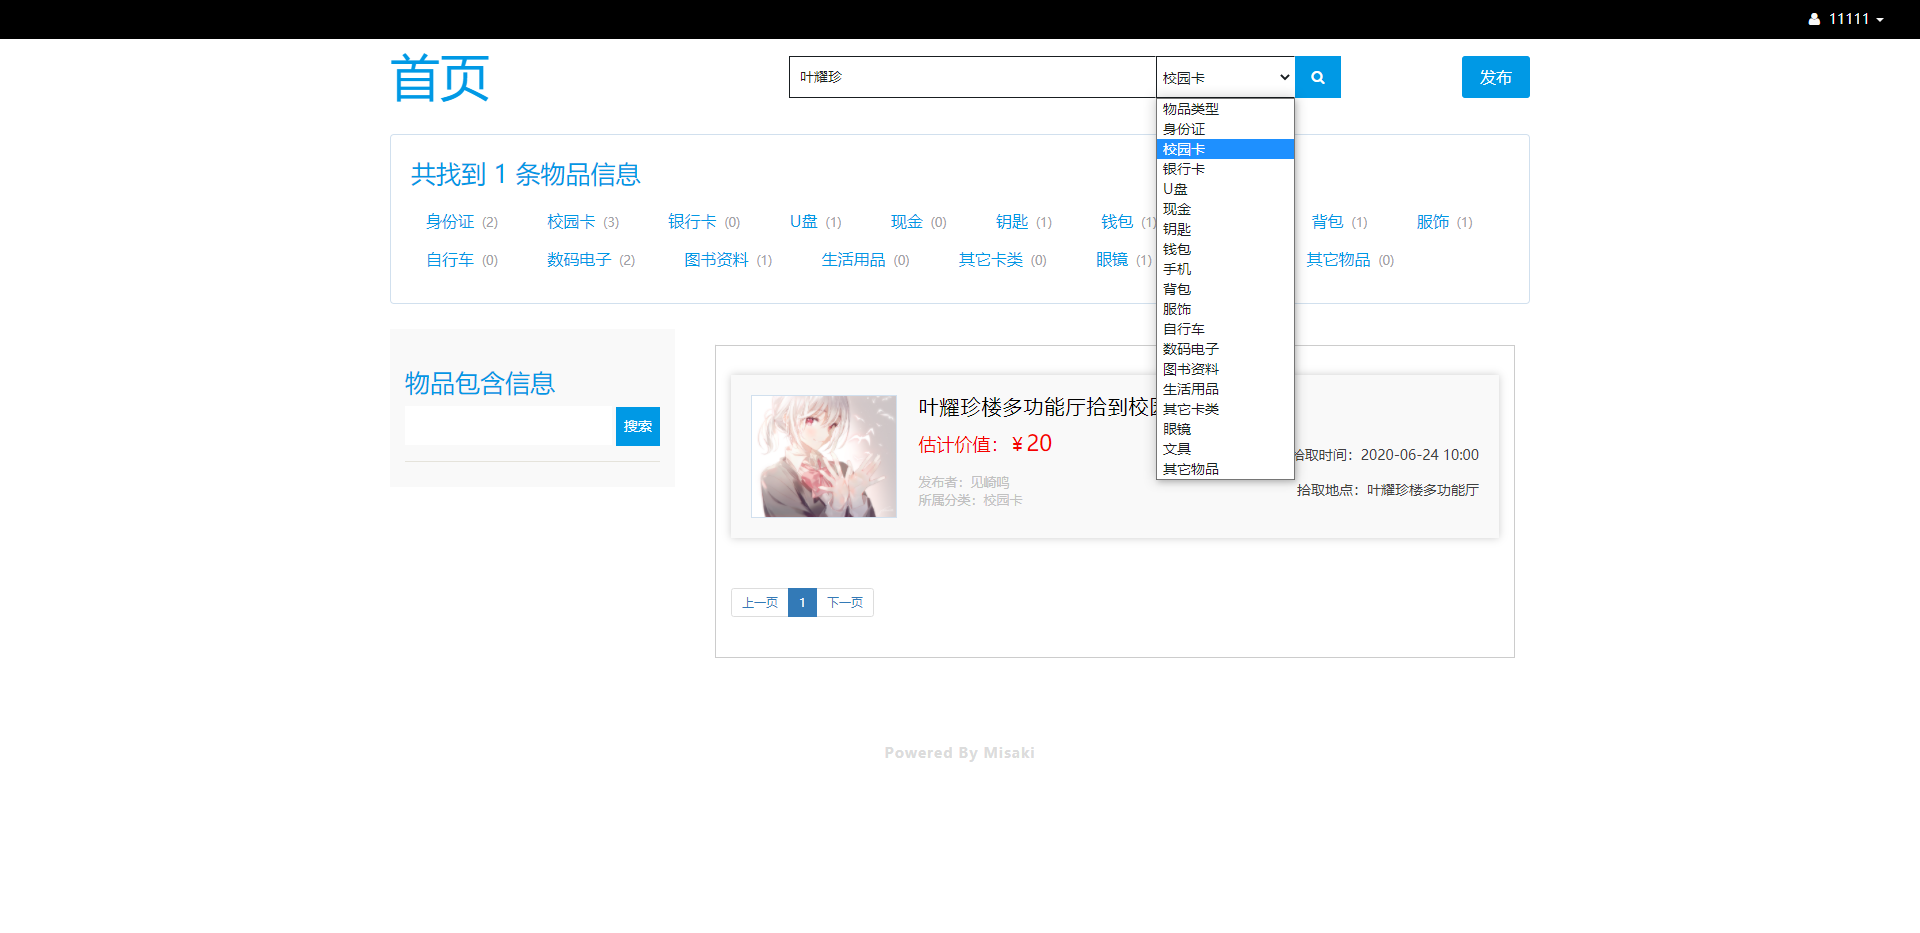 11111
首页
叶耀珍
校园卡
发布
物品类型
身份证
校园卡
银行卡
U盘
现金
钥匙
钱包
手机
背包
服饰
自行车
数码电子
图书资料
生活用品
其它卡类
眼镜
文具
其它物品
共找到 1 条物品信息
身份证 (2) 校园卡 (3) 银行卡 (0) U盘 (1) 现金 (0) 钥匙 (1) 钱包 (1) 背包 (1) 服饰 (1)
自行车 (0) 数码电子 (2) 图书资料 (1) 生活用品 (0) 其它卡类 (0) 眼镜 (1) 其它物品 (0)
物品包含信息
搜索
叶耀珍楼多功能厅拾到校
估计价值：￥20
发布者：见崎鸣
所属分类：校园卡
拾取时间：2020-06-24 10:00
拾取地点：叶耀珍楼多功能厅
上一页 1 下一页
Powered By Misaki